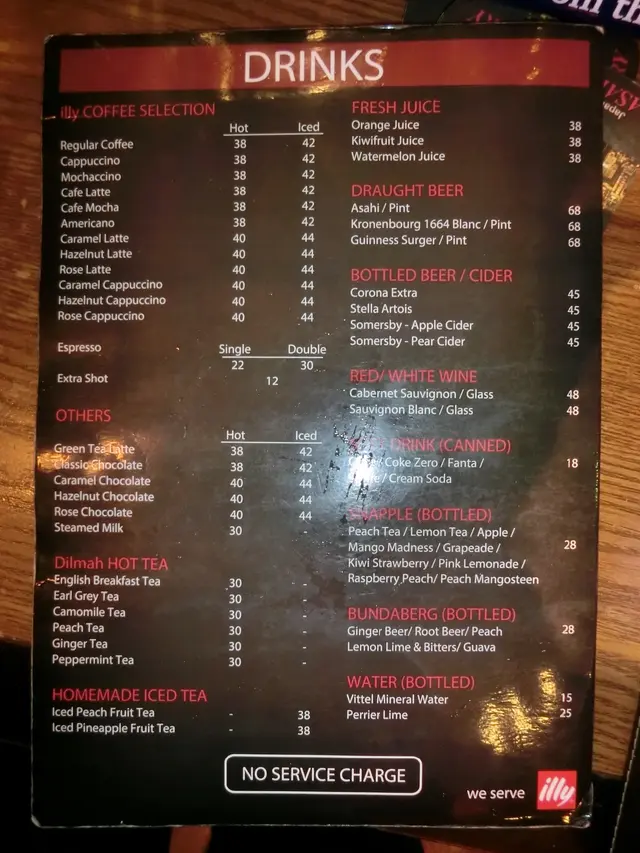 DRINKS
illy COFFEE SELECTION
Hot Iced
Regular Coffee 38 42
Cappuccino 38 42
Mochaccino 38 42
Cafe Latte 38 42
Cafe Mocha 38 42
Americano 38 42
Caramel Latte 40 44
Hazelnut Latte 40 44
Rose Latte 40 44
Caramel Cappuccino 40 44
Hazelnut Cappuccino 40 44
Rose Cappuccino 40 44
Espresso Single Double
22 30
Extra Shot 12
OTHERS
Hot Iced
Green Tea Latte 38 42
Classic Chocolate 38 42
Caramel Chocolate 40 44
Hazelnut Chocolate 40 44
Rose Chocolate 40 44
Steamed Milk 30 -
Dilmah HOT TEA
English Breakfast Tea 30 -
Earl Grey Tea 30 -
Camomile Tea 30 -
Peach Tea 30 -
Ginger Tea 30 -
Peppermint Tea 30 -
HOMEMADE ICED TEA
Iced Peach Fruit Tea - 38
Iced Pineapple Fruit Tea - 38
FRESH JUICE
Orange Juice 38
Kiwifruit Juice 38
Watermelon Juice 38
DRAUGHT BEER
Asahi / Pint 68
Kronenbourg 1664 Blanc / Pint 68
Guinness Surger / Pint 68
BOTTLED BEER / CIDER
Corona Extra 45
Stella Artois 45
Somersby - Apple Cider 45
Somersby - Pear Cider 45
RED/ WHITE WINE
Cabernet Sauvignon / Glass 48
Sauvignon Blanc / Glass 48
DRINK (CANNED)
/ Coke Zero / Fanta / 18
/ Cream Soda
SNAPPLE (BOTTLED)
Peach Tea / Lemon Tea / Apple /
Mango Madness / Grapeade / 28
Kiwi Strawberry / Pink Lemonade /
Raspberry Peach/ Peach Mangosteen
BUNDABERG (BOTTLED)
Ginger Beer/ Root Beer/ Peach 28
Lemon Lime & Bitters/ Guava
WATER (BOTTLED)
Vittel Mineral Water 15
Perrier Lime 25
NO SERVICE CHARGE
we serve illy